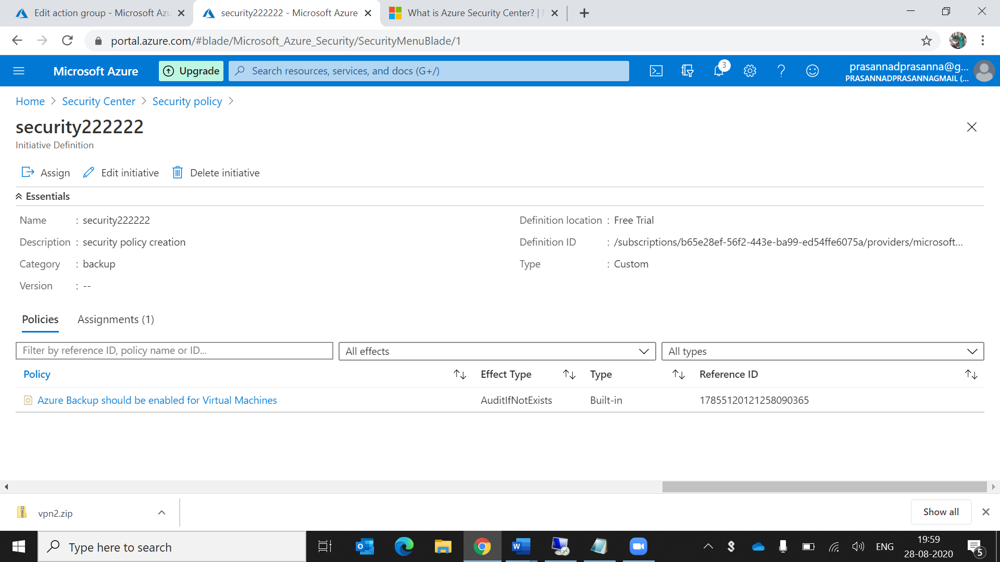 Edit action group - Microsoft Azu
security222222 - Microsoft Azure
What is Azure Security Center? |
portal.azure.com/#blade/Microsoft_Azure_Security/SecurityMenuBlade/1
Microsoft Azure
Upgrade
Search resources, services, and docs (G+/)
3
prasannadprasanna@g...
PRASANNADPRASANNAGMAIL (...
Home > Security Center > Security policy >
security222222
Initiative Definition
Assign
Edit initiative
Delete initiative
Essentials
Name : security222222
Definition location : Free Trial
Description : security policy creation
Definition ID : /subscriptions/b65e28ef-56f2-443e-ba99-ed54ffe6075a/providers/microsoft...
Category : backup
Type : Custom
Version : --
Policies
Assignments (1)
Filter by reference ID, policy name or ID...
All effects
All types
Policy
Effect Type
Type
Reference ID
Azure Backup should be enabled for Virtual Machines
AuditIfNotExists
Built-in
17855120121258090365
vpn2.zip
Show all
Type here to search
ENG
19:59
28-08-2020
5